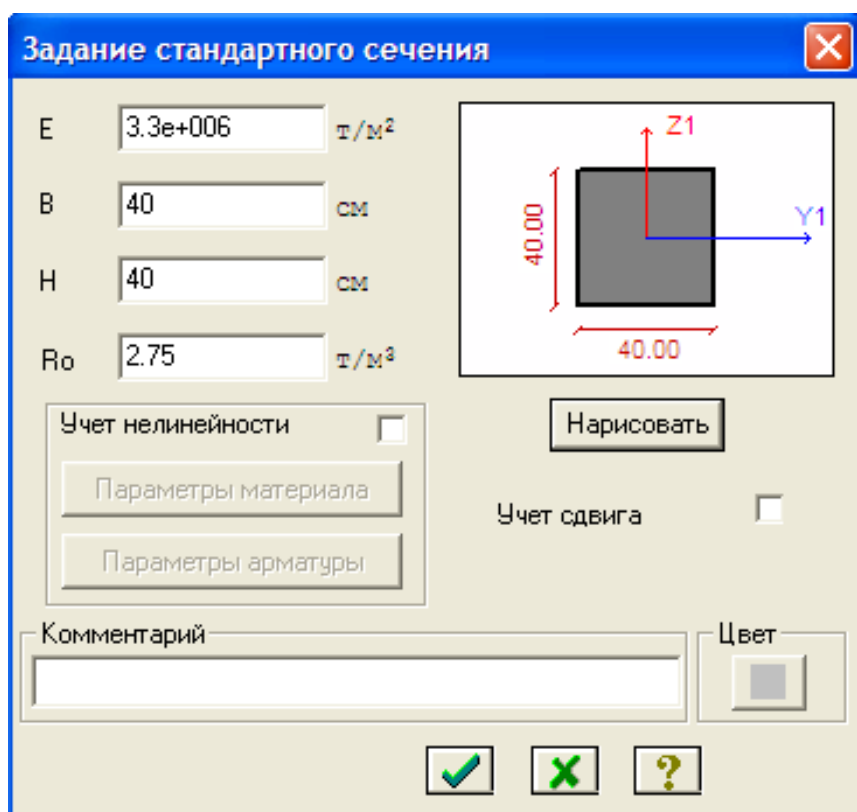 Задание стандартного сечения
E 3.3e+006 т/м²
Z1
B 40 см
40.00
Y1
H 40 см
40.00
Ro 2.75 т/м³
Учет нелинейности
Нарисовать
Параметры материала
Учет сдвига
Параметры арматуры
Комментарий
Цвет
?